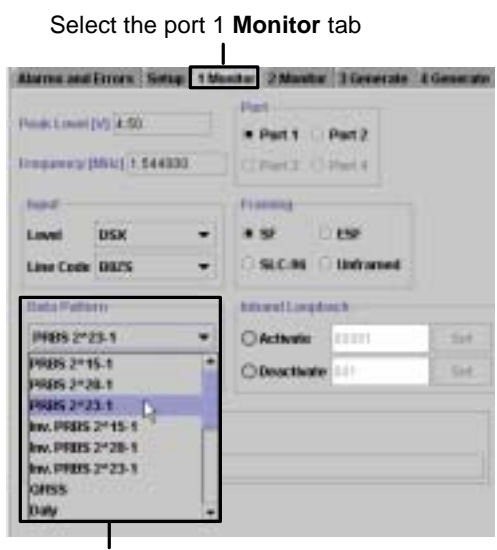 Select the port 1 Monitor tab
Alarms and Errors Setup 1 Monitor 2 Monitor 3 Generate 4 Generate
Peak Level [V] 4.50
Frequency [MHz] 1.544000
Port
Port 1 Port 2
Port 3 Port 4
Input
Level DSX
Line Code B8ZS
Framing
SF ESF
SLC-96 Unframed
Data Pattern
PRBS 2^23-1
PRBS 2^15-1
PRBS 2^20-1
PRBS 2^23-1
Inv. PRBS 2^15-1
Inv. PRBS 2^20-1
Inv. PRBS 2^23-1
QRSS
Daly
Inband Loopback
Activate 00001 Set
Deactivate 001 Set